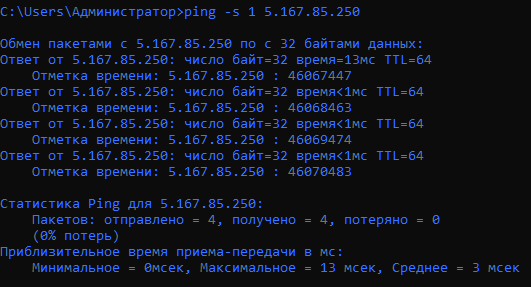 C:\Users\Администратор>ping -s 1 5.167.85.250
Обмен пакетами с 5.167.85.250 по с 32 байтами данных:
Ответ от 5.167.85.250: число байт=32 время=13мс TTL=64
Отметка времени: 5.167.85.250 : 46067447
Ответ от 5.167.85.250: число байт=32 время<1мс TTL=64
Отметка времени: 5.167.85.250 : 46068463
Ответ от 5.167.85.250: число байт=32 время<1мс TTL=64
Отметка времени: 5.167.85.250 : 46069474
Ответ от 5.167.85.250: число байт=32 время<1мс TTL=64
Отметка времени: 5.167.85.250 : 46070483
Статистика Ping для 5.167.85.250:
Пакетов: отправлено = 4, получено = 4, потеряно = 0
(0% потерь)
Приблизительное время приема-передачи в мс:
Минимальное = 0мсек, Максимальное = 13 мсек, Среднее = 3 мсек